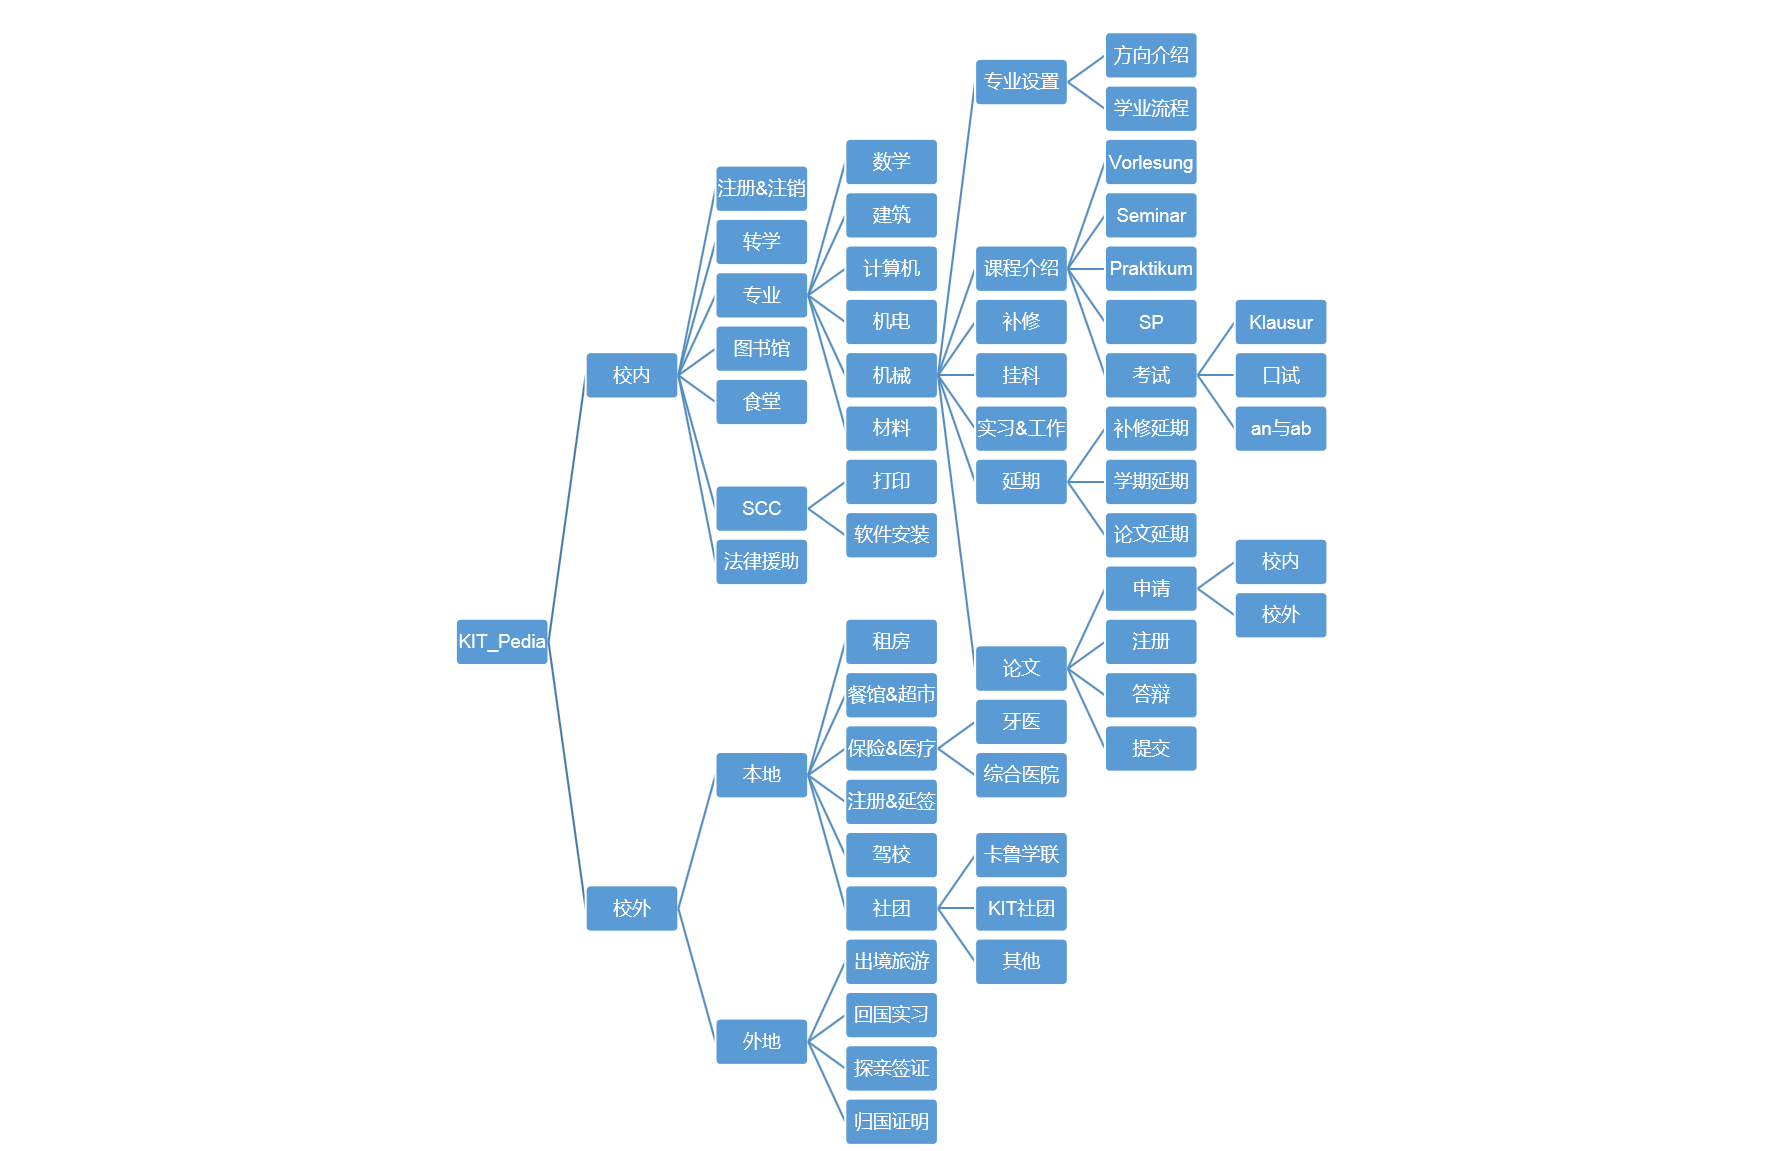 KIT_Pedia
校内
注册&注销
转学
专业
数学
建筑
计算机
机电
机械
专业设置
方向介绍
学业流程
课程介绍
Vorlesung
Seminar
Praktikum
SP
考试
Klausur
口试
an与ab
补修
挂科
实习&工作
延期
补修延期
学期延期
论文延期
论文
申请
校内
校外
注册
答辩
提交
材料
图书馆
食堂
SCC
打印
软件安装
法律援助
校外
本地
租房
餐馆&超市
保险&医疗
牙医
综合医院
注册&延签
驾校
社团
卡鲁学联
KIT社团
其他
外地
出境旅游
回国实习
探亲签证
归国证明